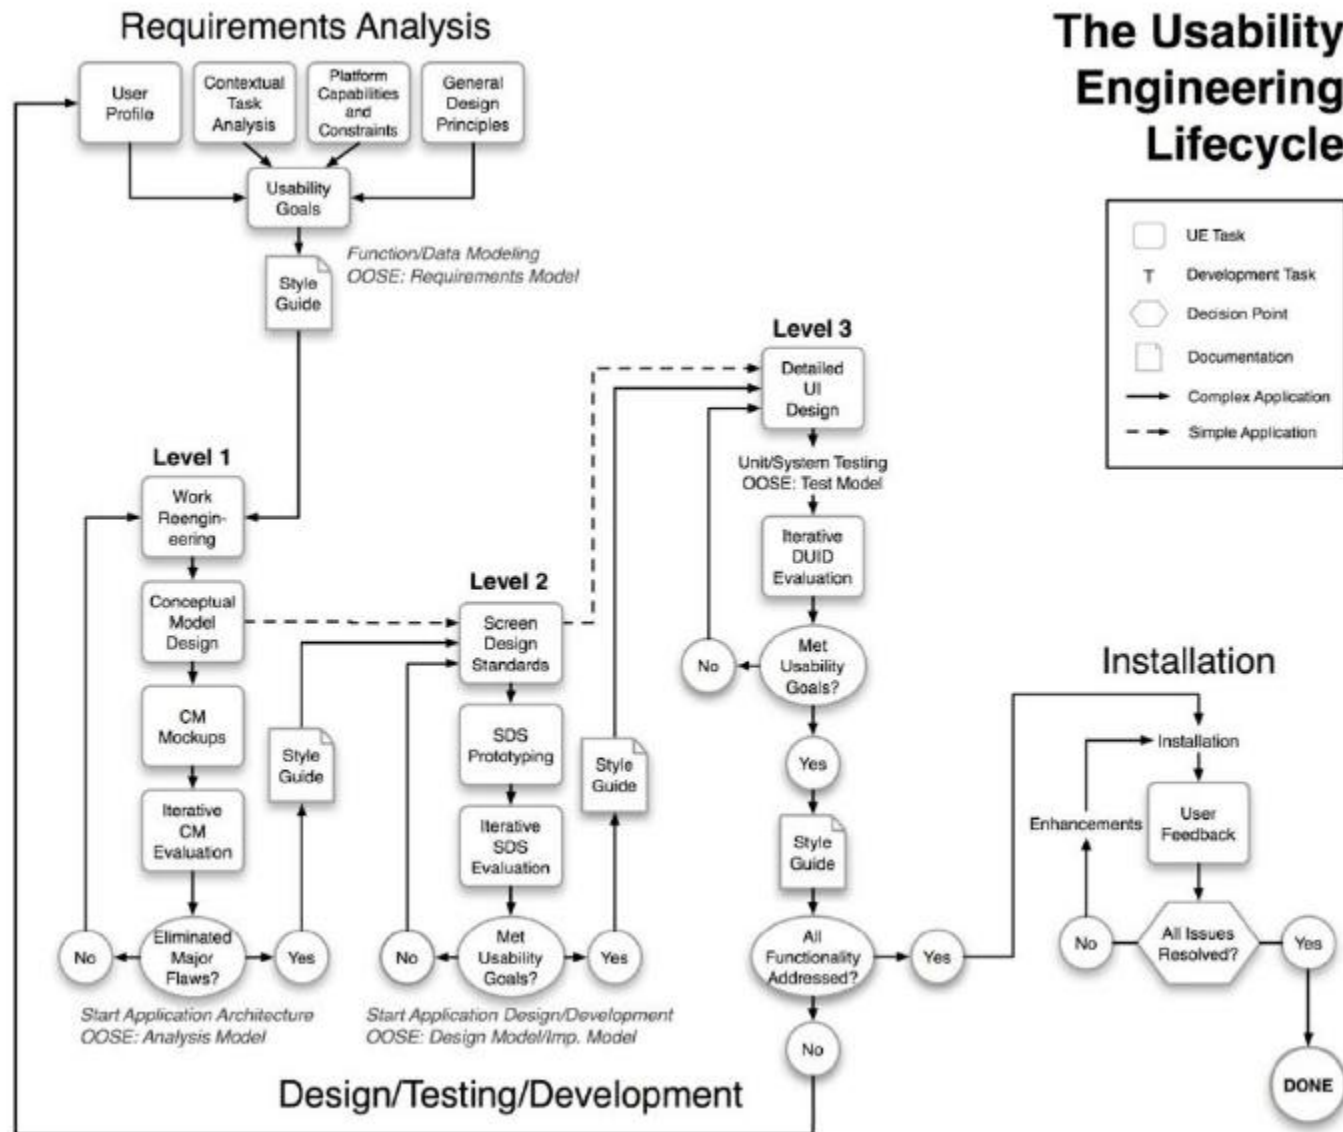 Requirements Analysis
The Usability
Engineering
Lifecycle
User
Profile
Contextual
Task
Analysis
Platform
Capabilities
and
Constraints
General
Design
Principles
Usability
Goals
Function/Data Modeling
OOSE: Requirements Model
Style
Guide
UE Task
T
Development Task
Decision Point
Documentation
Complex Application
Simple Application
Level 1
Work
Reengin-
eering
Conceptual
Model
Design
CM
Mockups
Iterative
CM
Evaluation
Eliminated
Major
Flaws?
No
Yes
Style
Guide
Start Application Architecture
OOSE: Analysis Model
Level 2
Screen
Design
Standards
SDS
Prototyping
Iterative
SDS
Evaluation
Met
Usability
Goals?
No
Yes
Style
Guide
Start Application Design/Development
OOSE: Design Model/Imp. Model
Level 3
Detailed
UI
Design
Unit/System Testing
OOSE: Test Model
Iterative
DUID
Evaluation
Met
Usability
Goals?
No
Yes
Style
Guide
All
Functionality
Addressed?
Yes
No
Installation
Installation
User
Feedback
Enhancements
All Issues
Resolved?
No
Yes
DONE
Design/Testing/Development